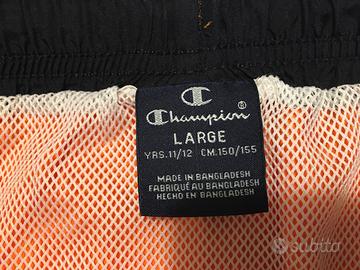 Champion
LARGE
YRS.11/12 CM.150/155
MADE IN BANGLADESH
FABRIQUÉ AU BANGLADESH
HECHO EN BANGLADESH
subito